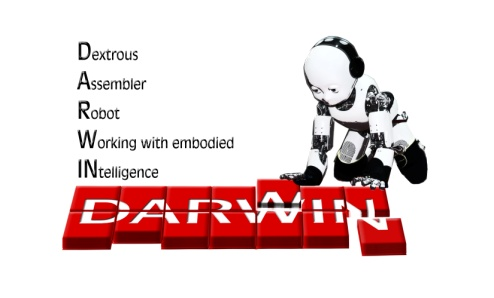 Dextrous
Assembler
Robot
Working with embodied
INtelligence
DARWIN